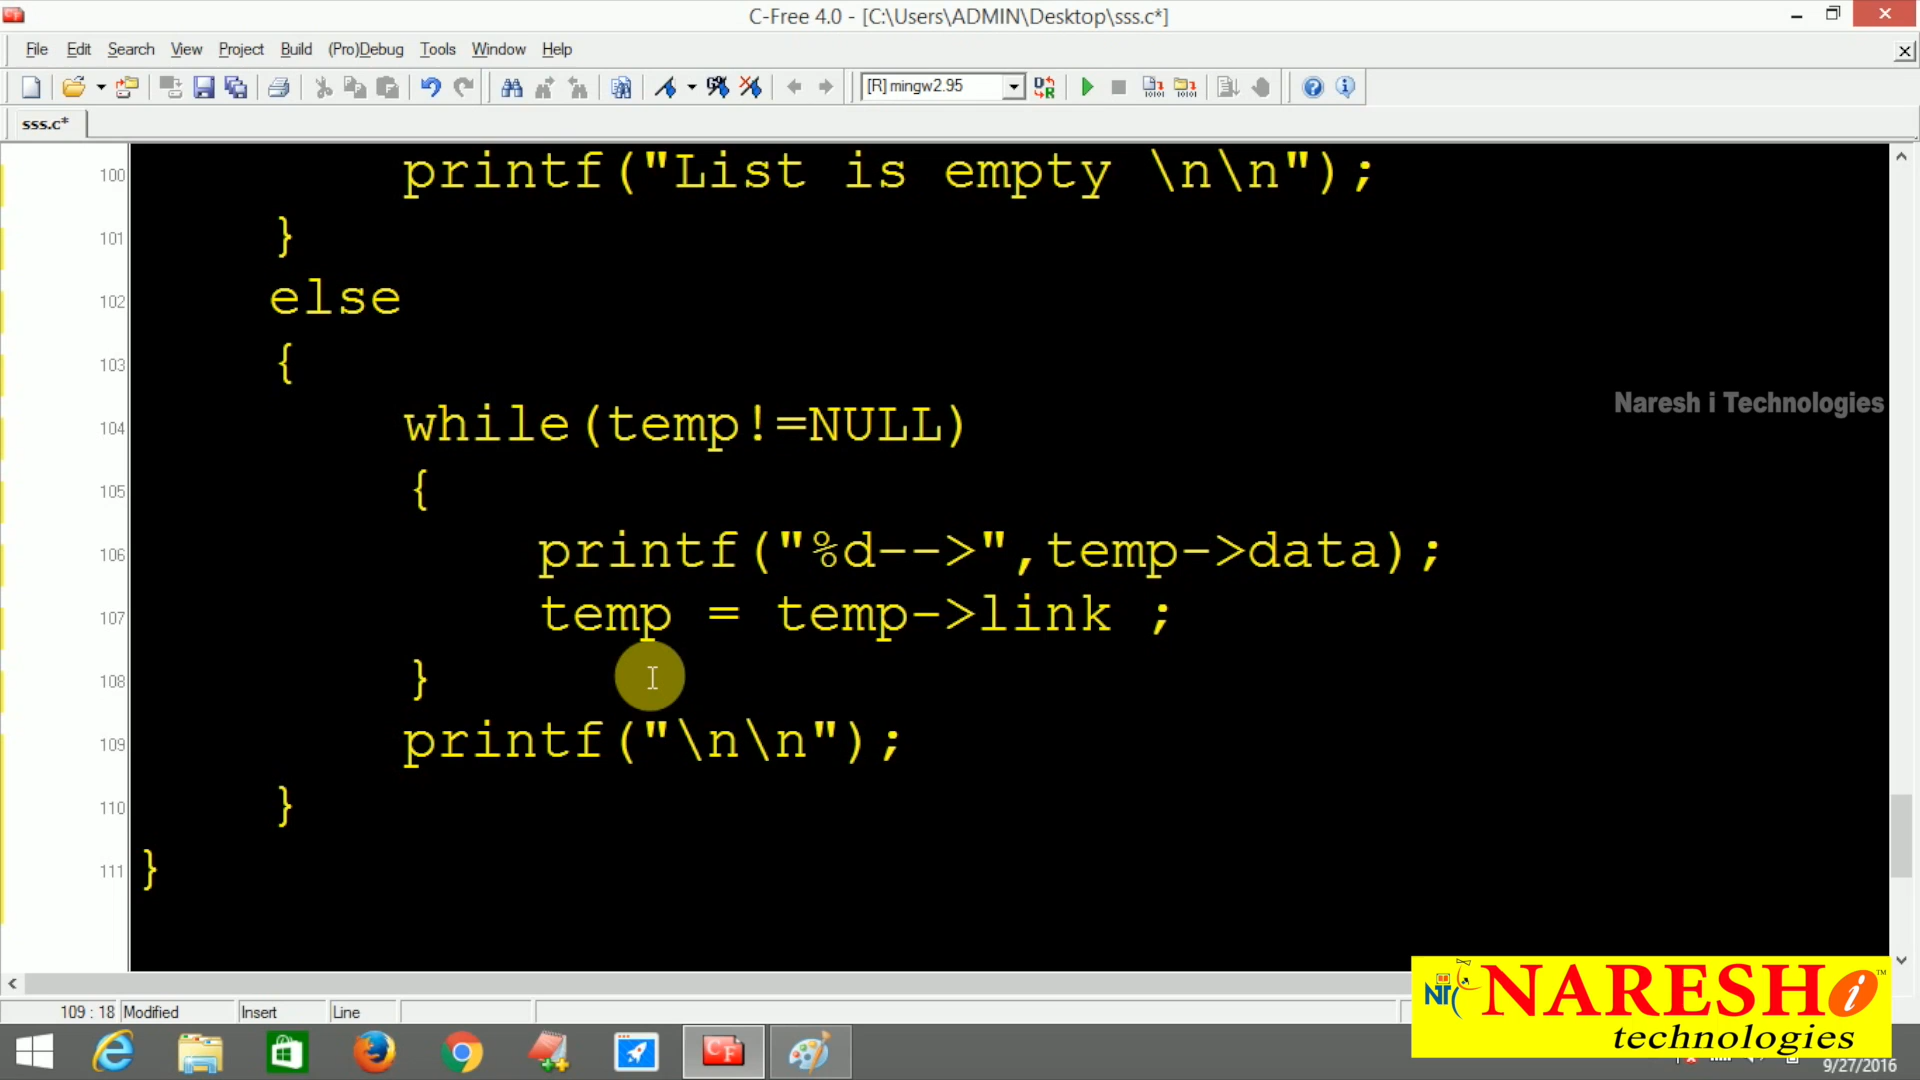 C-Free 4.0 - [C:\Users\ADMIN\Desktop\sss.c*]
File Edit Search View Project Build (Pro)Debug Tools Window Help
[R] mingw2.95
sss.c*
100 printf("List is empty \n\n");
101 }
102 else
103 {
Naresh i Technologies
104 while(temp!=NULL)
105 {
106 printf("%d-->",temp->data);
107 temp = temp->link ;
108 }
109 printf("\n\n");
110 }
111 }
109 : 18 Modified Insert Line
NARESH i
technologies
9/27/2016